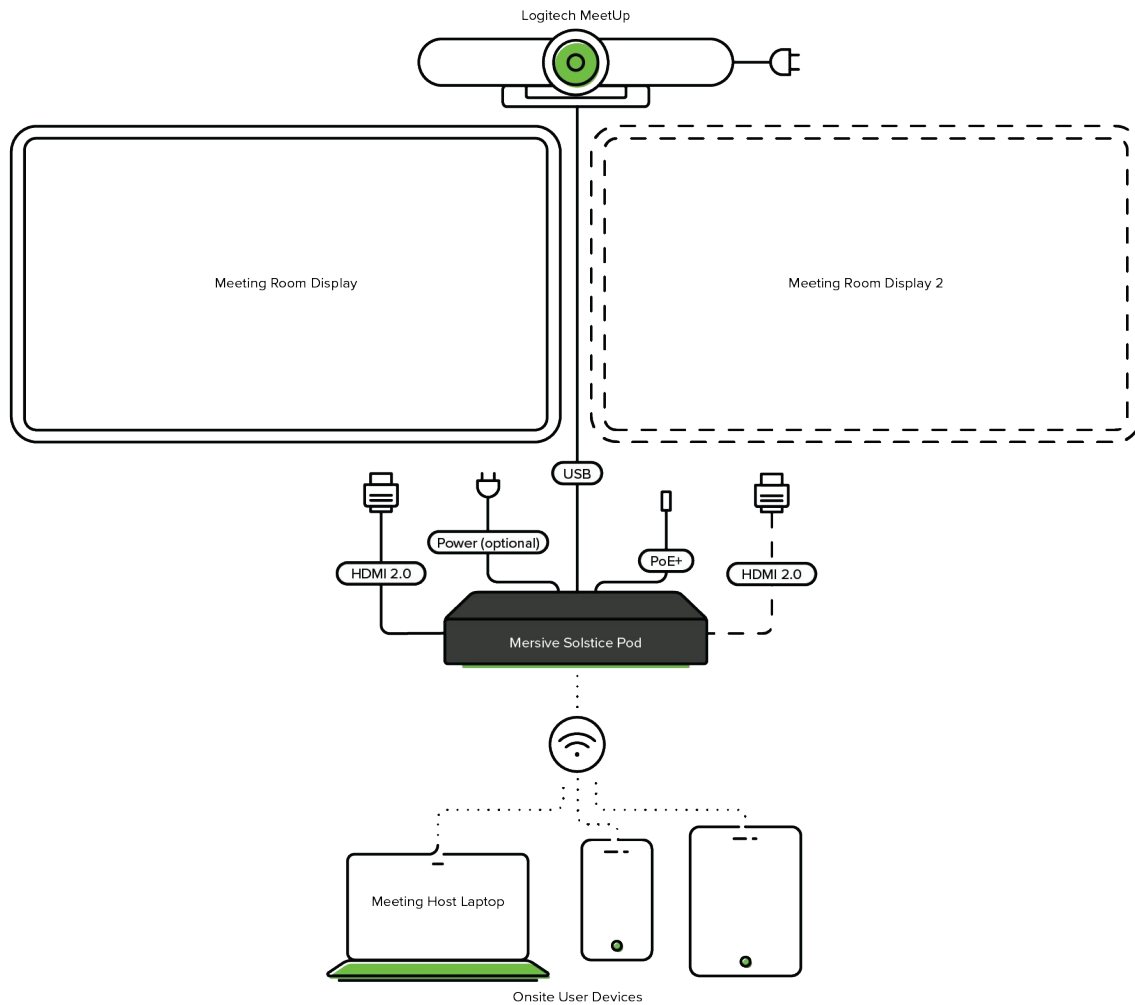 Logitech MeetUp
Meeting Room Display
Meeting Room Display 2
USB
Power (optional)
PoE+
HDMI 2.0
HDMI 2.0
Mersive Solstice Pod
Meeting Host Laptop
Onsite User Devices